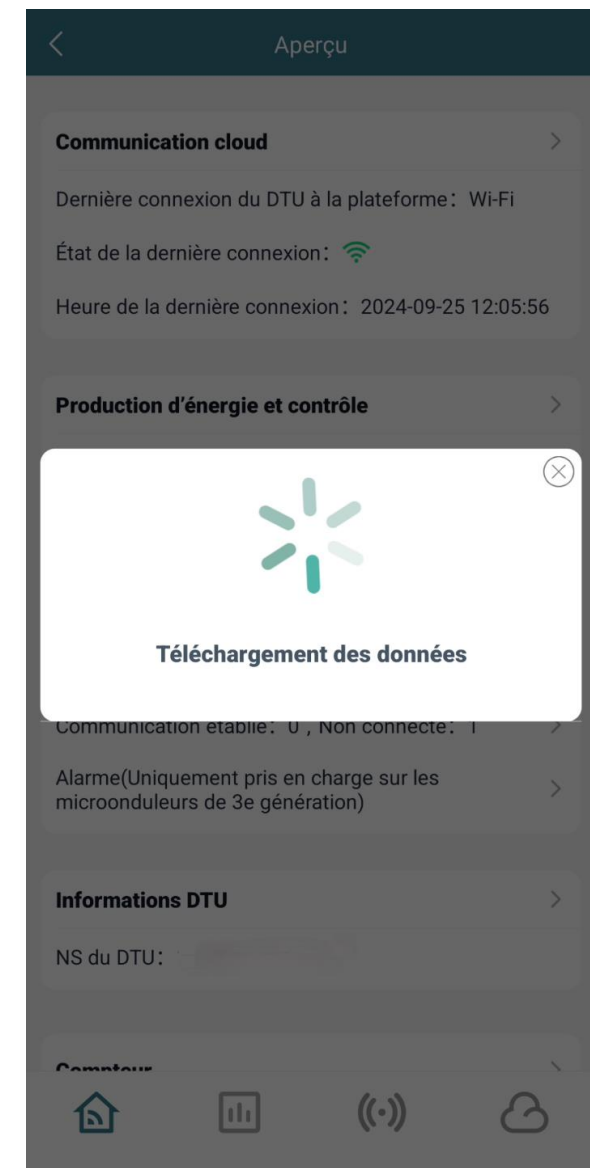 Aperçu
Communication cloud
Dernière connexion du DTU à la plateforme: Wi-Fi
État de la dernière connexion:
Heure de la dernière connexion: 2024-09-25 12:05:56
Production d’énergie et contrôle
Téléchargement des données
Communication établie: 0 , Non connecté: 1
Alarme(Uniquement pris en charge sur les
microonduleurs de 3e génération)
Informations DTU
NS du DTU:
Compteur